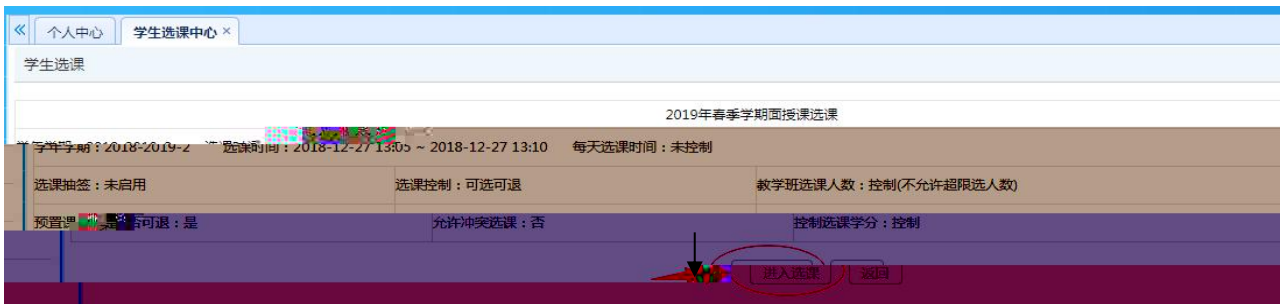 个人中心 学生选课中心 ×
学生选课
2019年春季学期面授课选课
学年学期：2018-2019-2 选课时间：2018-12-27 13:05 ~ 2018-12-27 13:10 每天选课时间：未控制
选课抽签：未启用 选课控制：可选可退 教学班选课人数：控制(不允许超限选人数)
预置课 否可退：是 允许冲突选课：否 控制选课学分：控制
进入选课 返回